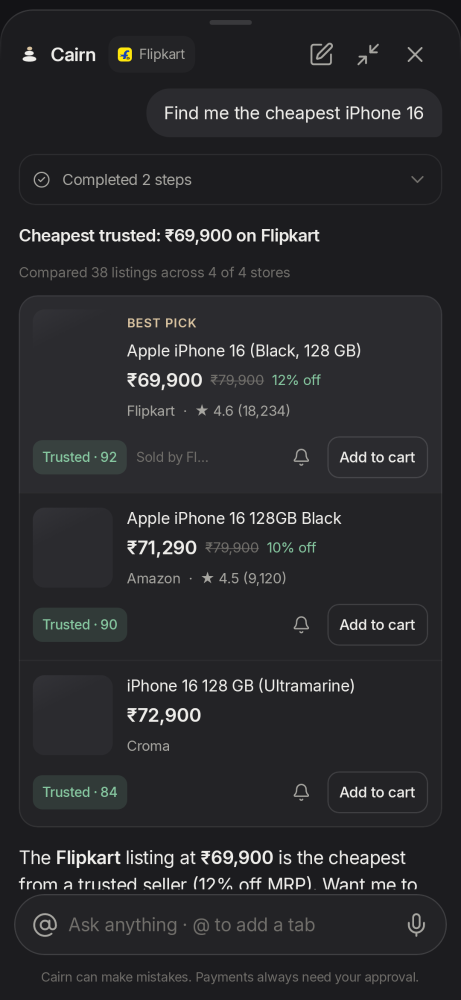 Cairn
Flipkart
Find me the cheapest iPhone 16
Completed 2 steps
Cheapest trusted: ₹69,900 on Flipkart
Compared 38 listings across 4 of 4 stores
BEST PICK
Apple iPhone 16 (Black, 128 GB)
₹69,900 ₹79,900 12% off
Flipkart · ★ 4.6 (18,234)
Trusted · 92 Sold by Fl... Add to cart
Apple iPhone 16 128GB Black
₹71,290 ₹79,900 10% off
Amazon · ★ 4.5 (9,120)
Trusted · 90 Add to cart
iPhone 16 128 GB (Ultramarine)
₹72,900
Croma
Trusted · 84 Add to cart
The Flipkart listing at ₹69,900 is the cheapest
from a trusted seller (12% off MRP). Want me to
@ Ask anything · @ to add a tab
Cairn can make mistakes. Payments always need your approval.